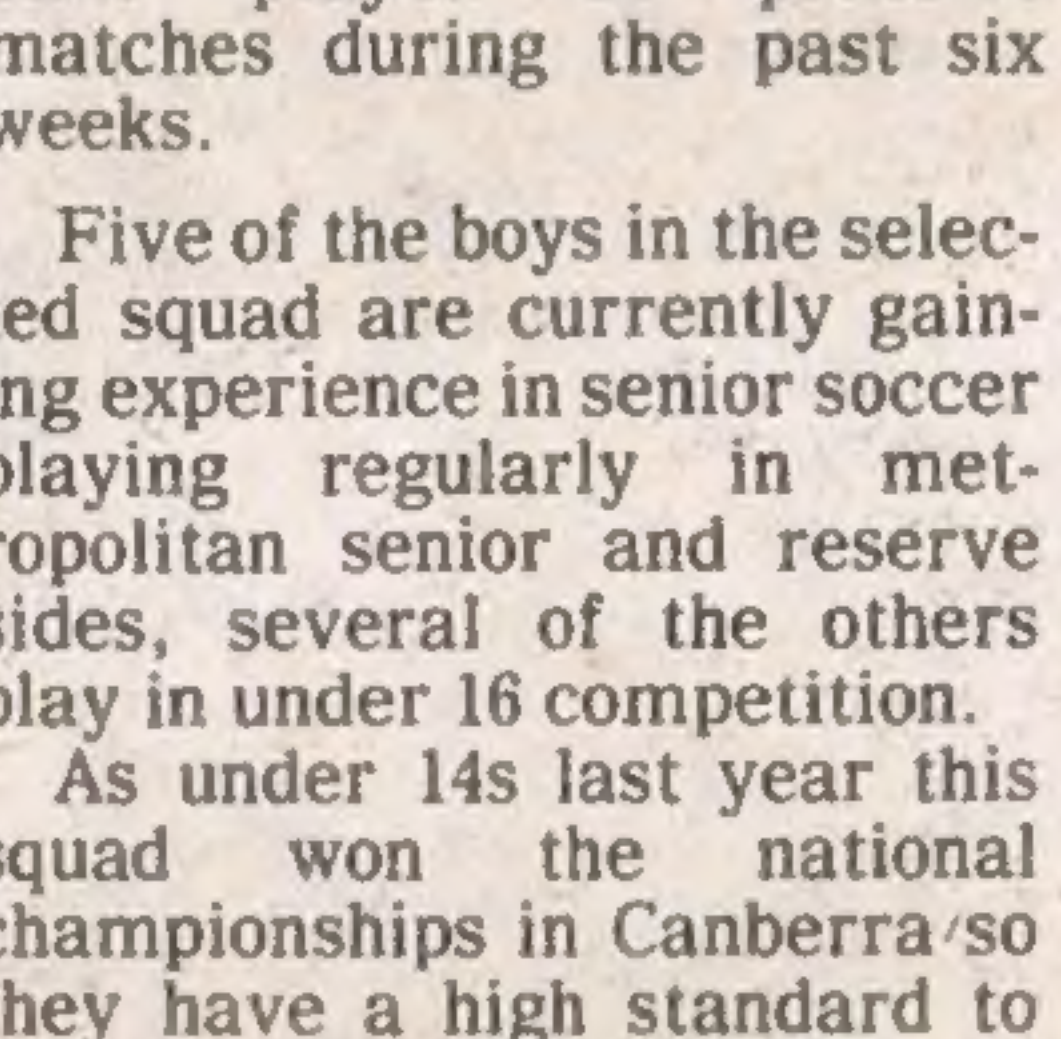 matches during the past six
weeks.
Five of the boys in the selec-
ted squad are currently gain-
ing experience in senior soccer
playing regularly in met-
ropolitan senior and reserve
sides, several of the others
play in under 16 competition.
As under 14s last year this
squad won the national
championships in Canberra so
they have a high standard to